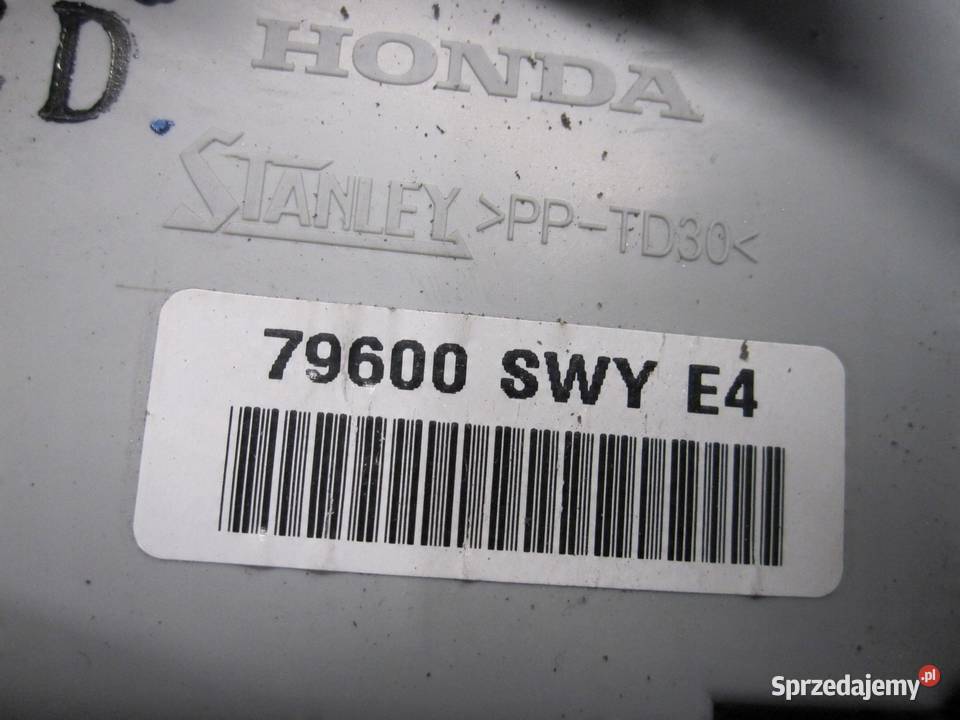 D
HONDA
STANLEY >PP-TD30<
79600 SWY E4
Sprzedajemy.pl